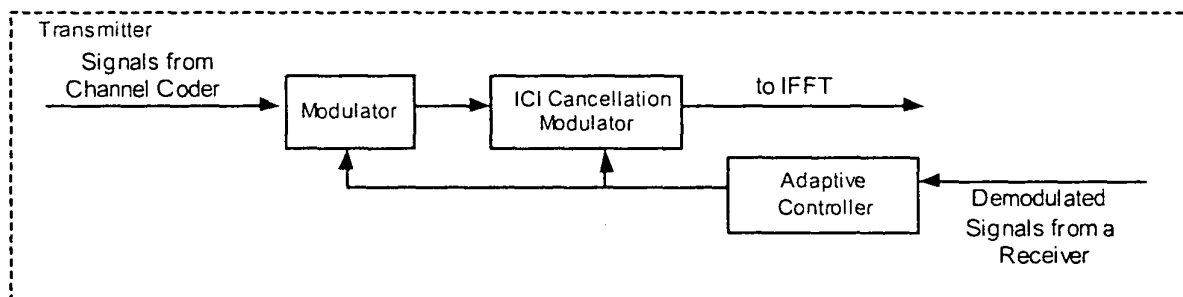 Transmitter
Signals from
Channel Coder
Modulator
ICI Cancellation
Modulator
to IFFT
Adaptive
Controller
Demodulated
Signals from a
Receiver